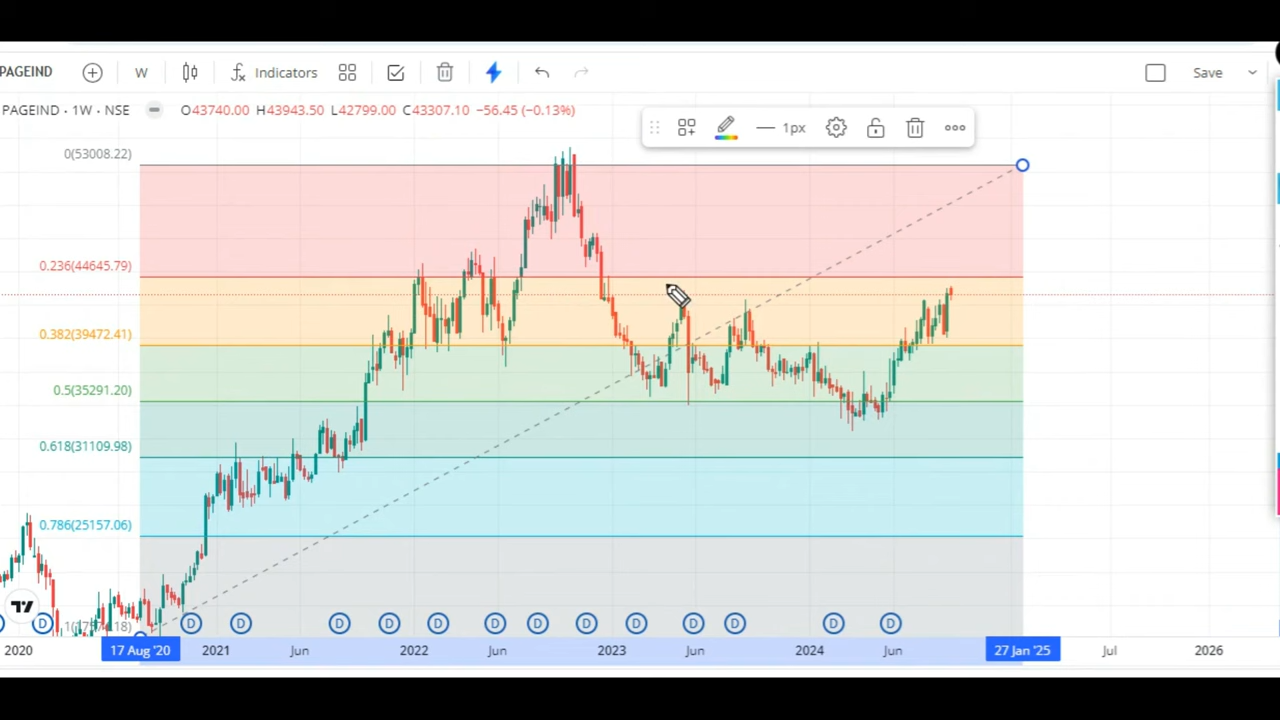 PAGEIND W Indicators Save
PAGEIND · 1W · NSE O43740.00 H43943.50 L42799.00 C43307.10 −56.45 (−0.13%)
1px
0(53008.22)
0.236(44645.79)
0.382(39472.41)
0.5(35291.20)
0.618(31109.98)
0.786(25157.06)
D D D D D D D D D D D D D
2020 17 Aug '20 2021 Jun 2022 Jun 2023 Jun 2024 Jun 27 Jan '25 Jul 2026